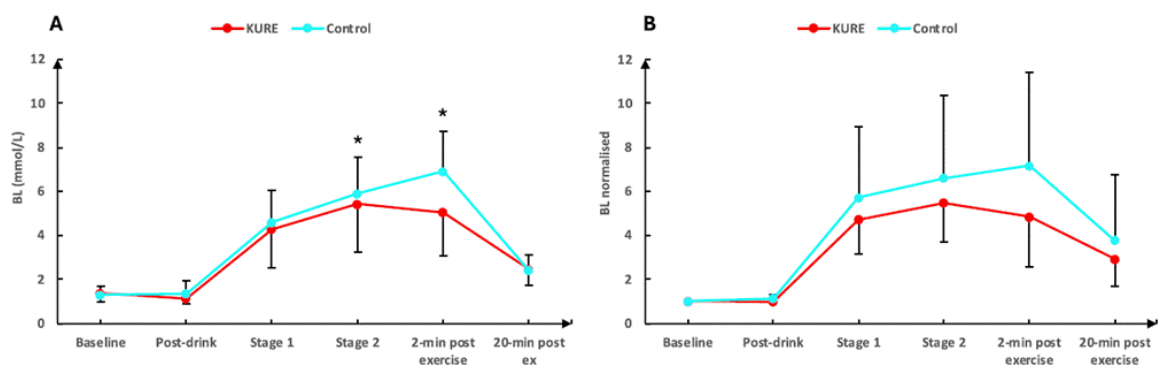 A
KURE
Control
BL (mmol/L)
12
10
8
6
4
2
0
*
*
Baseline
Post-drink
Stage 1
Stage 2
2-min post
exercise
20-min post
ex
B
KURE
Control
BL normalised
12
10
8
6
4
2
0
Baseline
Post-drink
Stage 1
Stage 2
2-min post
exercise
20-min post
exercise